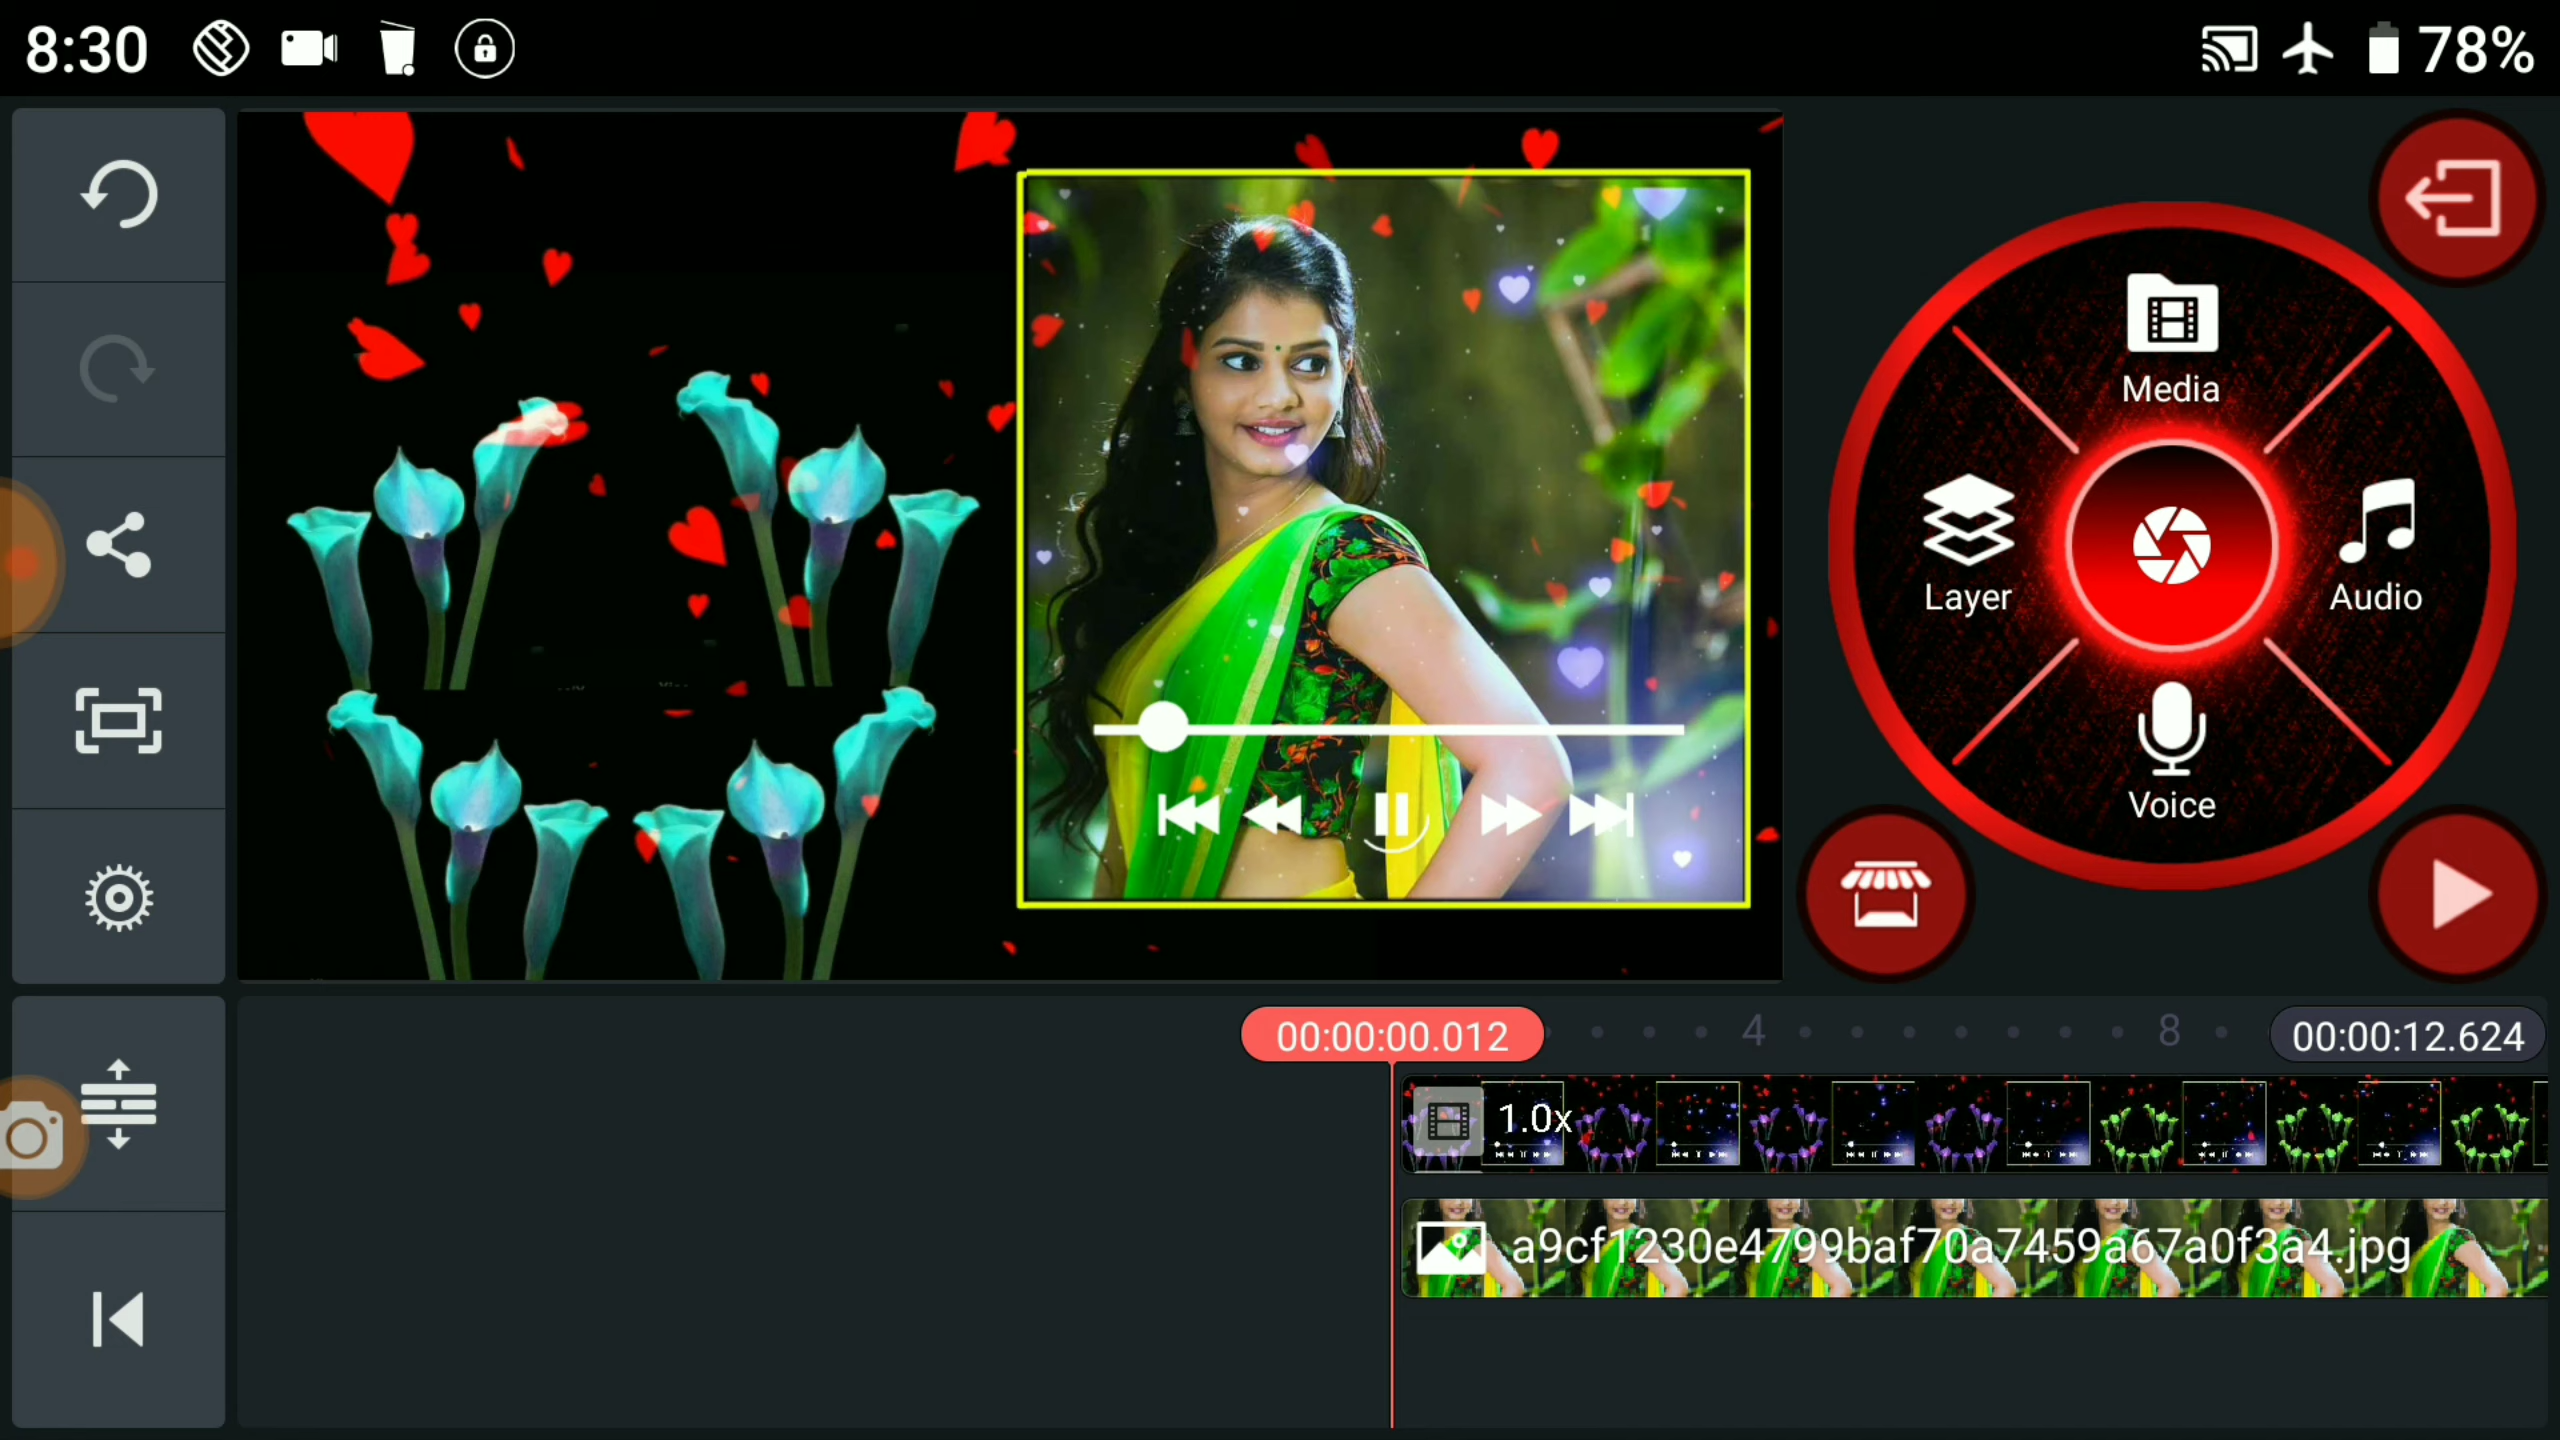 8:30
78%
Media
Layer
Audio
Voice
00:00:00.012
4
8
00:00:12.624
1.0x
a9cf1230e4799baf70a7459a67a0f3a4.jpg